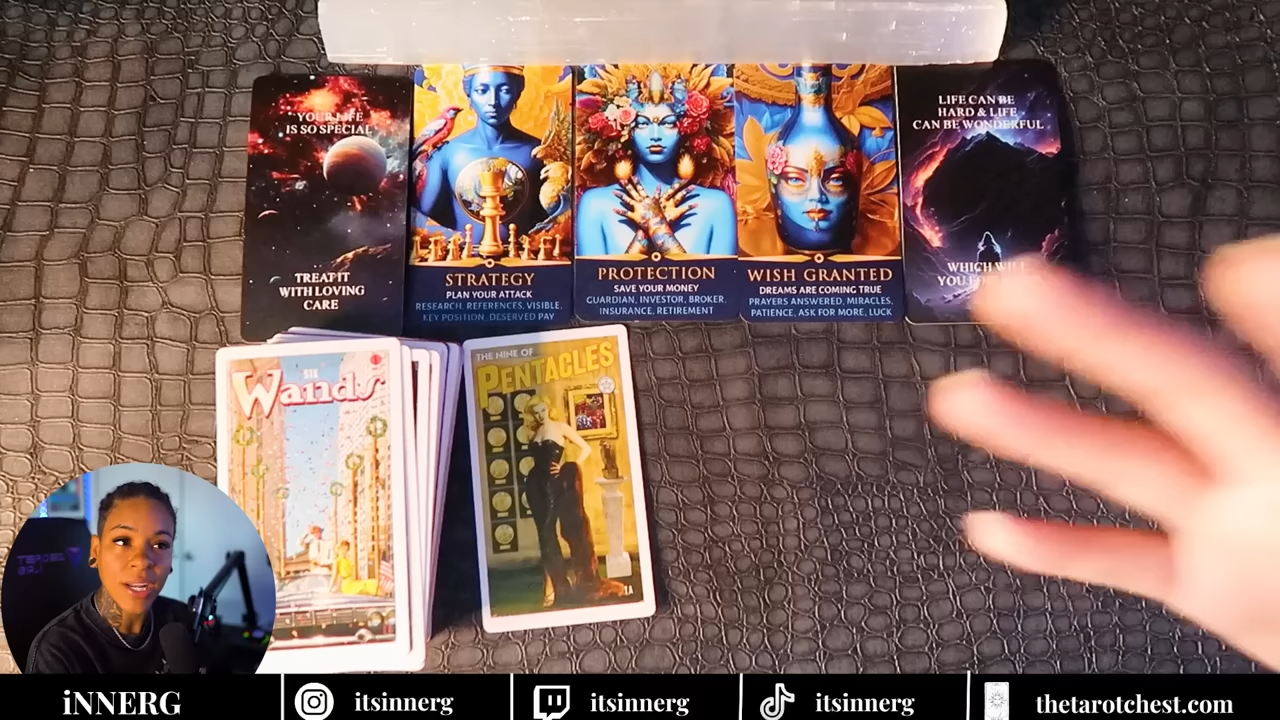 YOUR LIFE
IS SO SPECIAL
TREAT IT
WITH LOVING
CARE
STRATEGY
PLAN YOUR ATTACK
RESEARCH, REFERENCES, VISIBLE,
KEY POSITION, DESERVED PAY
PROTECTION
SAVE YOUR MONEY
GUARDIAN, INVESTOR, BROKER,
INSURANCE, RETIREMENT
WISH GRANTED
DREAMS ARE COMING TRUE
PRAYERS ANSWERED, MIRACLES,
PATIENCE, ASK FOR MORE, LUCK
LIFE CAN BE
HARD & LIFE
CAN BE WONDERFUL
WHICH WILL
YOU
SIX
Wands
THE NINE OF
PENTACLES
iNNERG
itsinnerg
itsinnerg
itsinnerg
thetarotchest.com